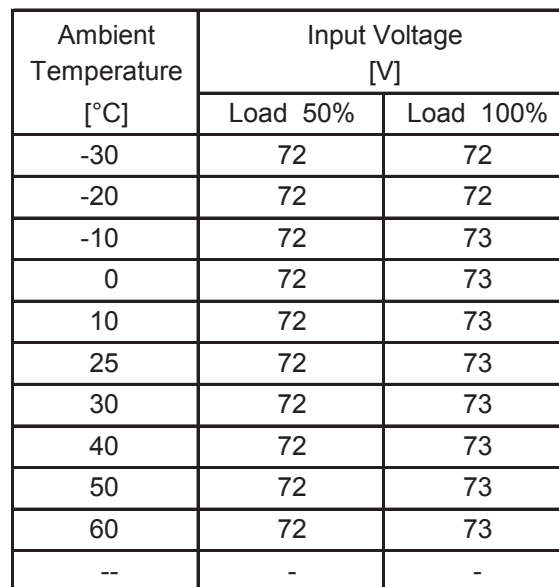 Ambient Temperature [°C] Input Voltage [V]
Load 50% Load 100%
-30 72 72
-20 72 72
-10 72 73
0 72 73
10 72 73
25 72 73
30 72 73
40 72 73
50 72 73
60 72 73
-- - -